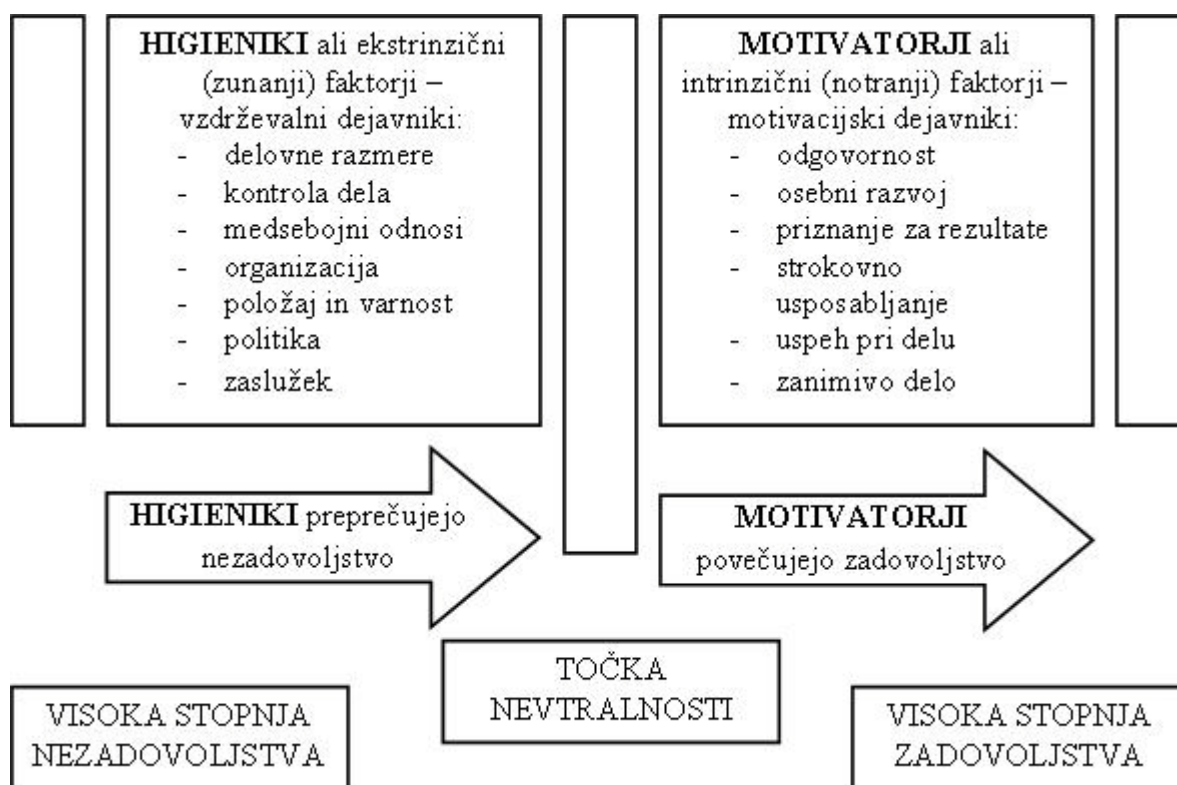 HIGIENIKI ali ekstrinzični
(zunanji) faktorji –
vzdrževalni dejavniki:
- delovne razmere
- kontrola dela
- medsebojni odnosi
- organizacija
- položaj in varnost
- politika
- zaslužek
MOTIVATORJI ali
intrinzični (notranji) faktorji –
motivacijski dejavniki:
- odgovornost
- osebni razvoj
- priznanje za rezultate
- strokovno
usposabljanje
- uspeh pri delu
- zanimivo delo
HIGIENIKI preprečujejo
nezadovoljstvo
MOTIVATORJI
povečujejo zadovoljstvo
TOČKA
NEVTRALNOSTI
VISOKA STOPNJA
NEZADOVOLJSTVA
VISOKA STOPNJA
ZADOVOLJSTVA